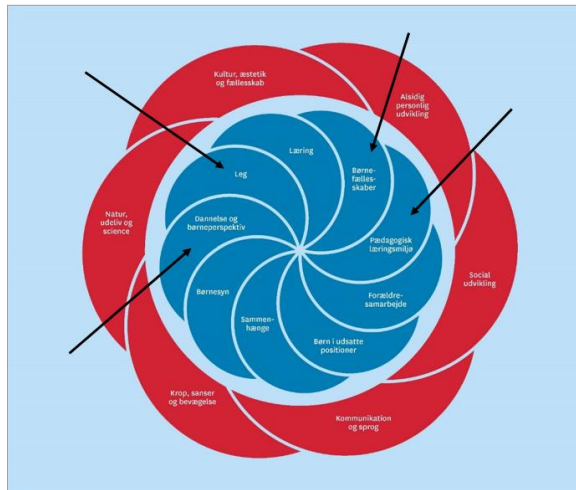 Kultur, æstetik
og fællesskab
Alsidig
personlig
udvikling
Læring
Børne-
fælles-
skaber
Leg
Natur,
udeliv og
science
Dannelse og
børneperspektiv
Pædagogisk
læringsmiljø
Social
udvikling
Børnesyn
Forældre-
samarbejde
Sammen-
hænge
Børn i udsatte
positioner
Krop, sanser
og bevægelse
Kommunikation
og sprog